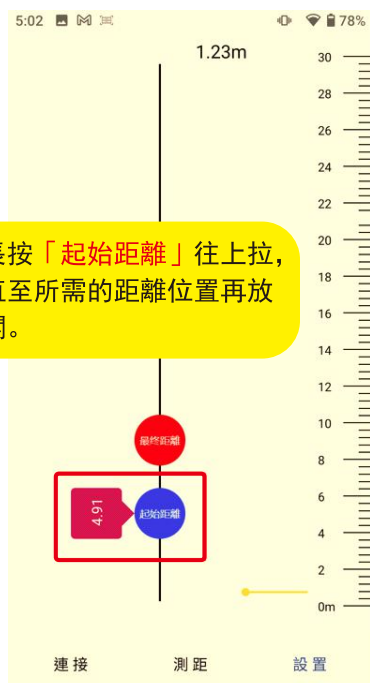 5:02
78%
1.23m
30
28
26
24
22
20
長按「起始距離」往上拉，
直至所需的距離位置再放
開。
18
16
14
12
10
最終距離
8
6
4.91
起始距離
4
2
0m
連接
測距
設置